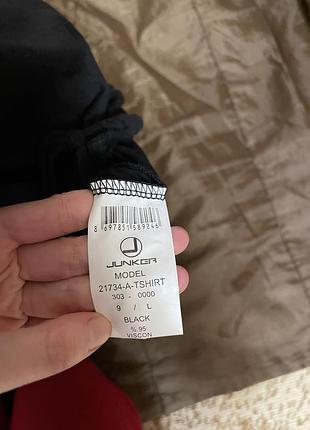 8 697851 589246
JUNKER
MODEL
21734-A-TSHIRT
303 - 0000
9 / L
BLACK
% 95
VISCON